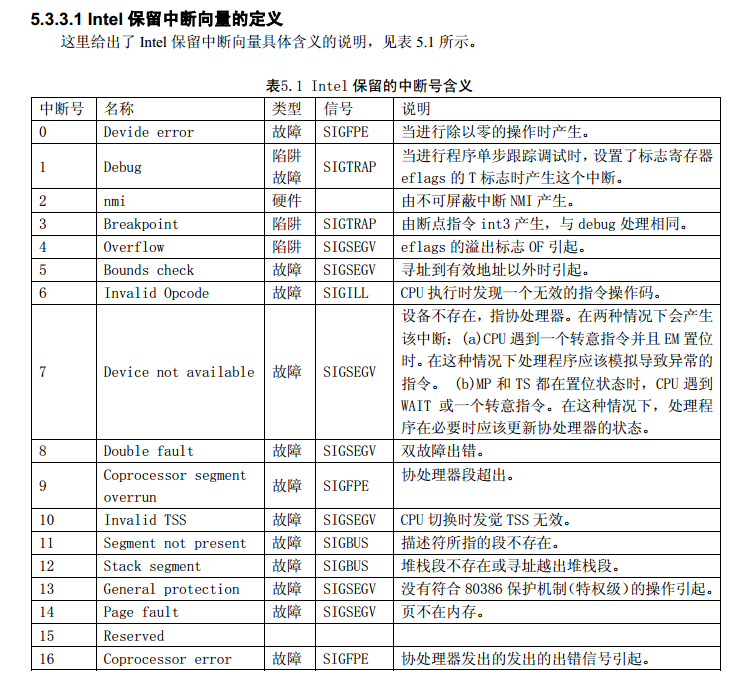 5.3.3.1 Intel 保留中断向量的定义
这里给出了 Intel 保留中断向量具体含义的说明，见表 5.1 所示。
表5.1 Intel 保留的中断号含义
中断号 名称 类型 信号 说明
0 Devide error 故障 SIGFPE 当进行除以零的操作时产生。
1 Debug 陷阱 故障 SIGTRAP 当进行程序单步跟踪调试时，设置了标志寄存器
eflags 的 T 标志时产生这个中断。
2 nmi 硬件 由不可屏蔽中断 NMI 产生。
3 Breakpoint 陷阱 SIGTRAP 由断点指令 int3 产生，与 debug 处理相同。
4 Overflow 陷阱 SIGSEGV eflags 的溢出标志 OF 引起。
5 Bounds check 故障 SIGSEGV 寻址到有效地址以外时引起。
6 Invalid Opcode 故障 SIGILL CPU 执行时发现一个无效的指令操作码。
7 Device not available 故障 SIGSEGV 设备不存在，指协处理器。在两种情况下会产生
该中断：(a)CPU 遇到一个转意指令并且 EM 置位
时。在这种情况下处理程序应该模拟导致异常的
指令。 (b)MP 和 TS 都在置位状态时，CPU 遇到
WAIT 或一个转意指令。在这种情况下，处理程
序在必要时应该更新协处理器的状态。
8 Double fault 故障 SIGSEGV 双故障出错。
9 Coprocessor segment
overrun 故障 SIGFPE 协处理器段超出。
10 Invalid TSS 故障 SIGSEGV CPU 切换时发觉 TSS 无效。
11 Segment not present 故障 SIGBUS 描述符所指的段不存在。
12 Stack segment 故障 SIGBUS 堆栈段不存在或寻址越出堆栈段。
13 General protection 故障 SIGSEGV 没有符合 80386 保护机制(特权级)的操作引起。
14 Page fault 故障 SIGSEGV 页不在内存。
15 Reserved
16 Coprocessor error 故障 SIGFPE 协处理器发出的发出的出错信号引起。